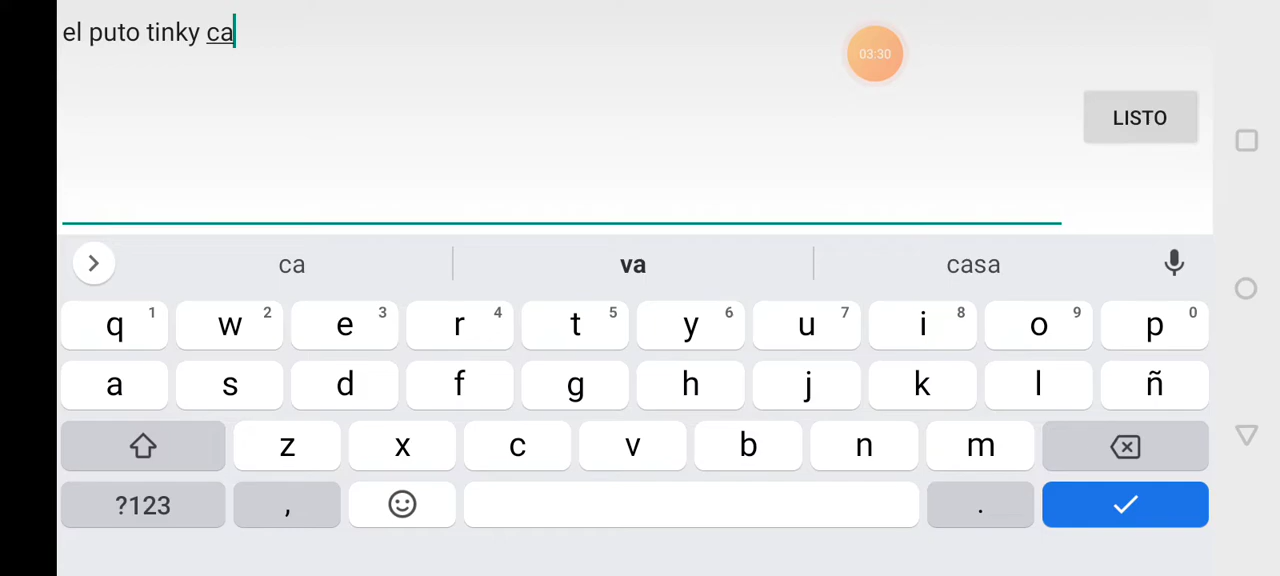 el puto tinky ca
03:30
LISTO
ca va casa
q 1 w 2 e 3 r 4 t 5 y 6 u 7 i 8 o 9 p 0
a s d f g h j k l ñ
z x c v b n m
?123 , .